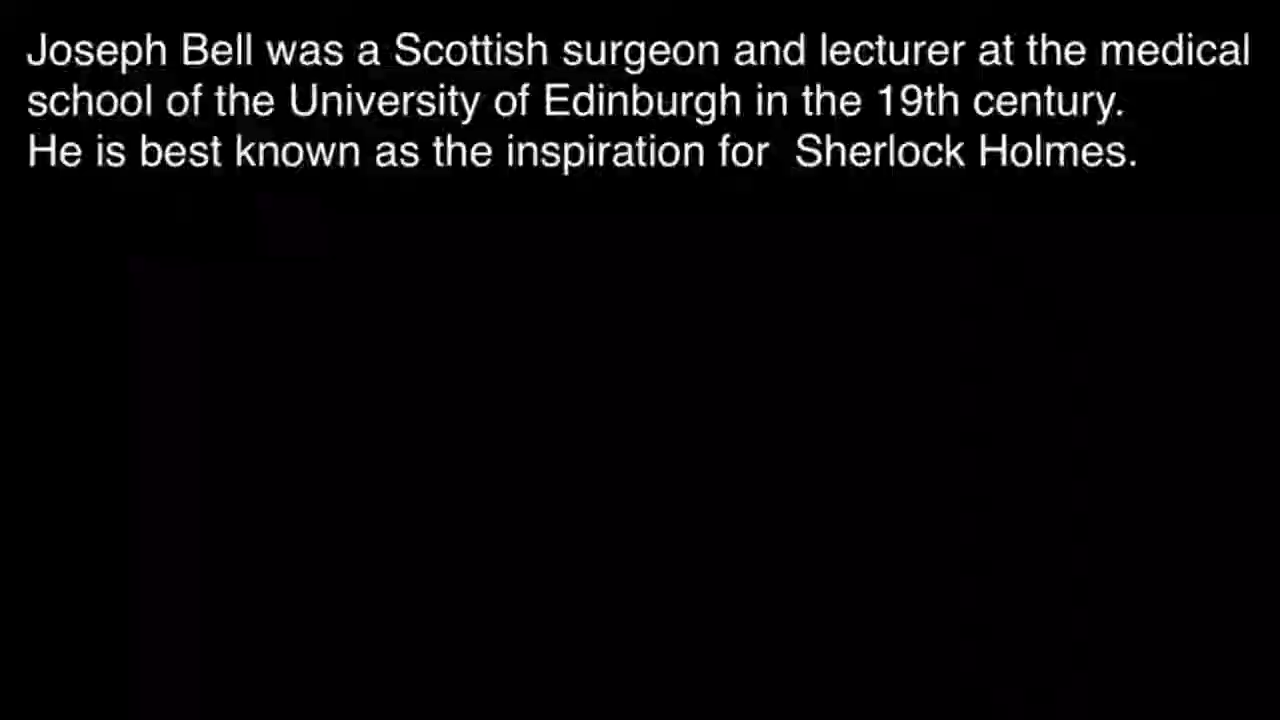 Joseph Bell was a Scottish surgeon and lecturer at the medical
school of the University of Edinburgh in the 19th century.
He is best known as the inspiration for  Sherlock Holmes.